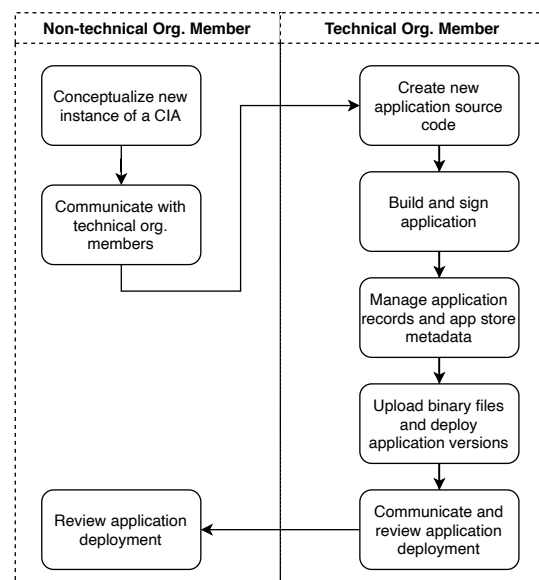 Non-technical Org. Member
Technical Org. Member
Conceptualize new
instance of a CIA
Communicate with
technical org.
members
Create new
application source
code
Build and sign
application
Manage application
records and app store
metadata
Upload binary files
and deploy
application versions
Communicate and
review application
deployment
Review application
deployment